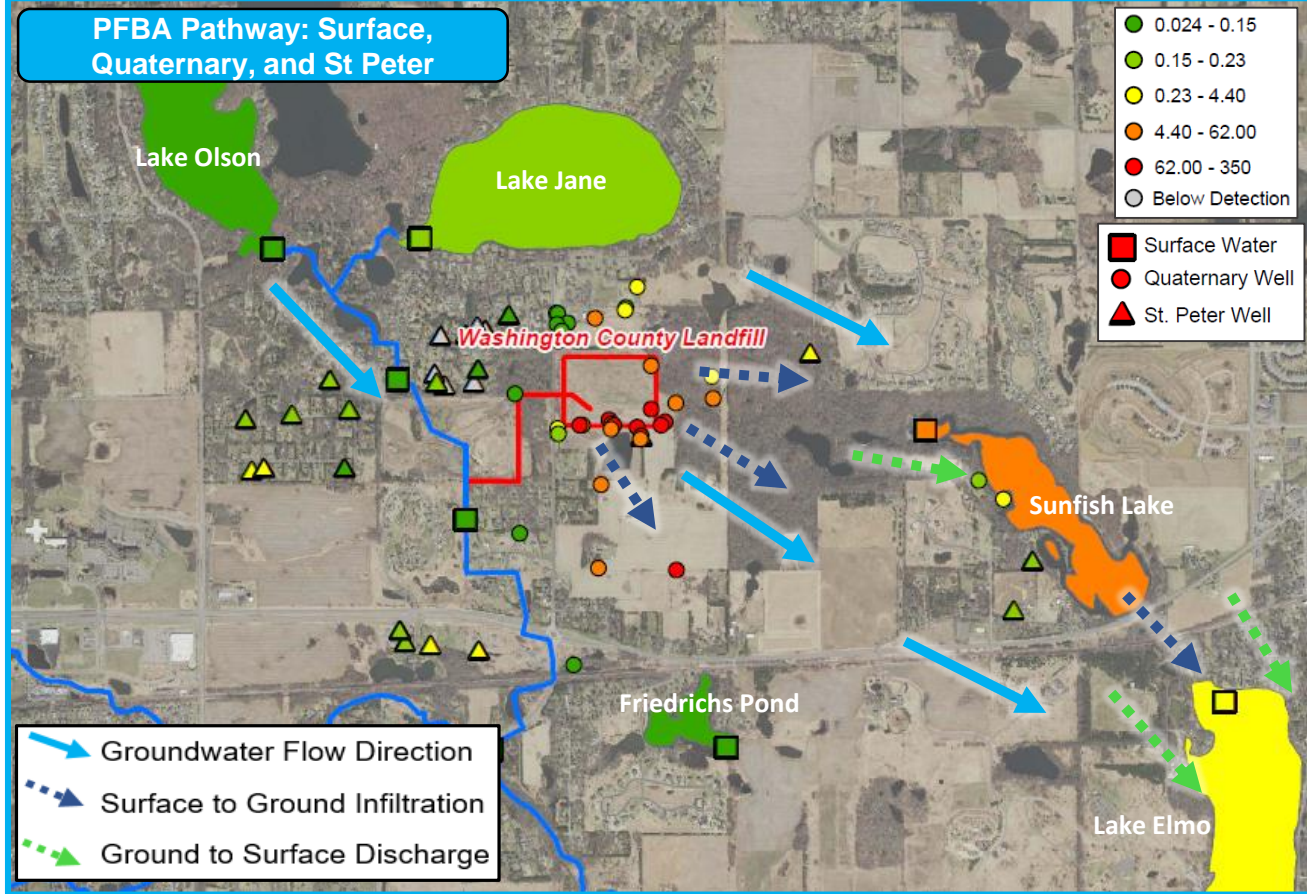 PFBA Pathway: Surface,
Quaternary, and St Peter
0.024 - 0.15
0.15 - 0.23
0.23 - 4.40
4.40 - 62.00
62.00 - 350
Below Detection
Surface Water
Quaternary Well
St. Peter Well
Lake Olson
Lake Jane
Washington County Landfill
Sunfish Lake
Friedrichs Pond
Lake Elmo
Groundwater Flow Direction
Surface to Ground Infiltration
Ground to Surface Discharge